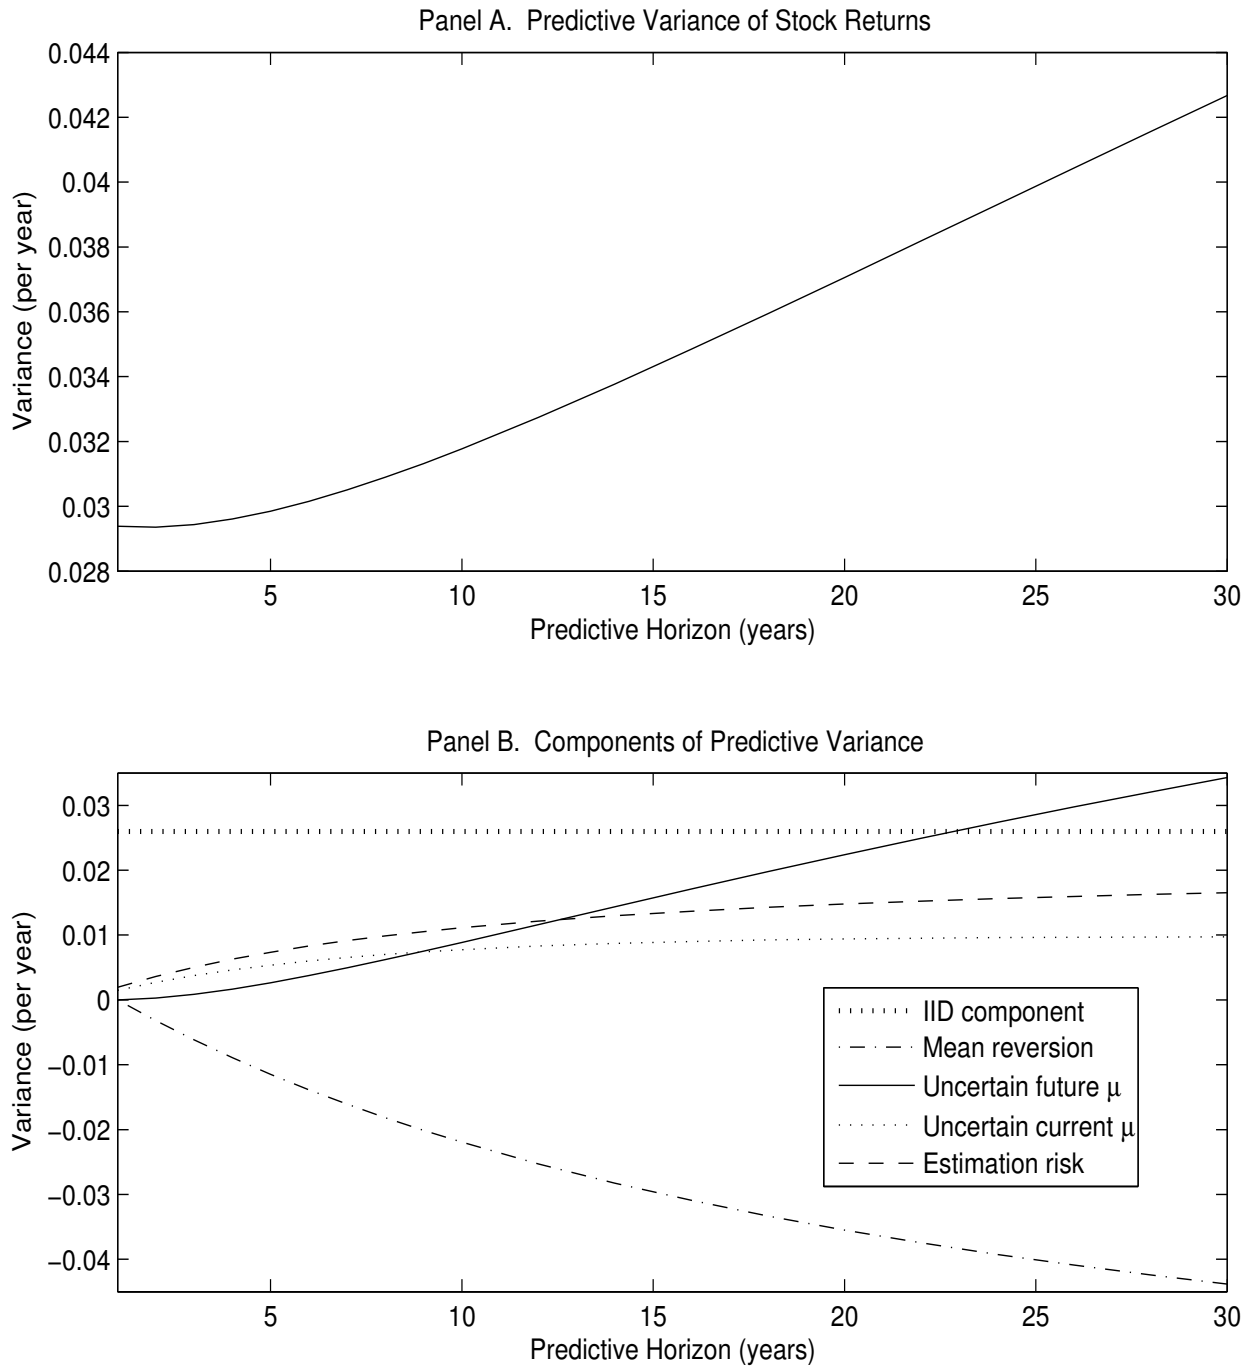 Panel A. Predictive Variance of Stock Returns
0.044
0.042
0.04
0.038
0.036
0.034
0.032
0.03
0.028
Variance (per year)
5 10 15 20 25 30
Predictive Horizon (years)
Panel B. Components of Predictive Variance
0.03
0.02
0.01
0
−0.01
−0.02
−0.03
−0.04
Variance (per year)
IID component
Mean reversion
Uncertain future μ
Uncertain current μ
Estimation risk
5 10 15 20 25 30
Predictive Horizon (years)